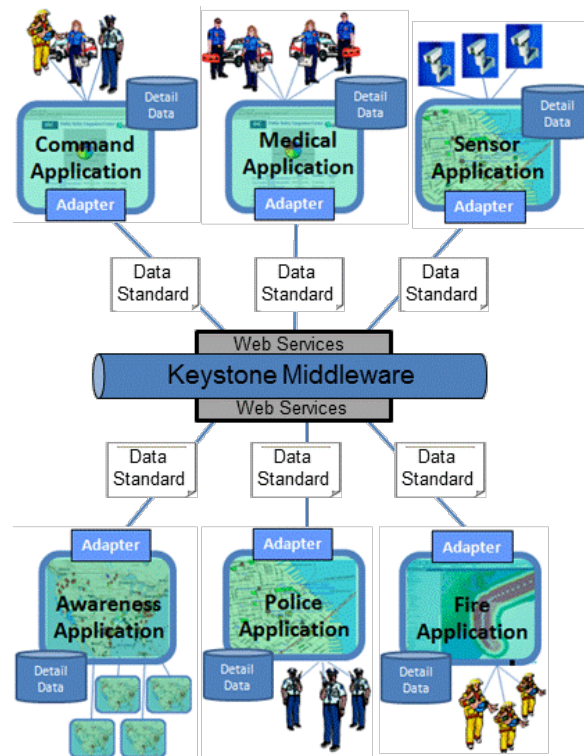 Detail
Data
Command
Application
Adapter
Detail
Data
Medical
Application
Adapter
Detail
Data
Sensor
Application
Adapter
Data
Standard
Data
Standard
Data
Standard
Web Services
Keystone Middleware
Web Services
Data
Standard
Data
Standard
Data
Standard
Adapter
Awareness
Application
Detail
Data
Adapter
Police
Application
Detail
Data
Adapter
Fire
Application
Detail
Data